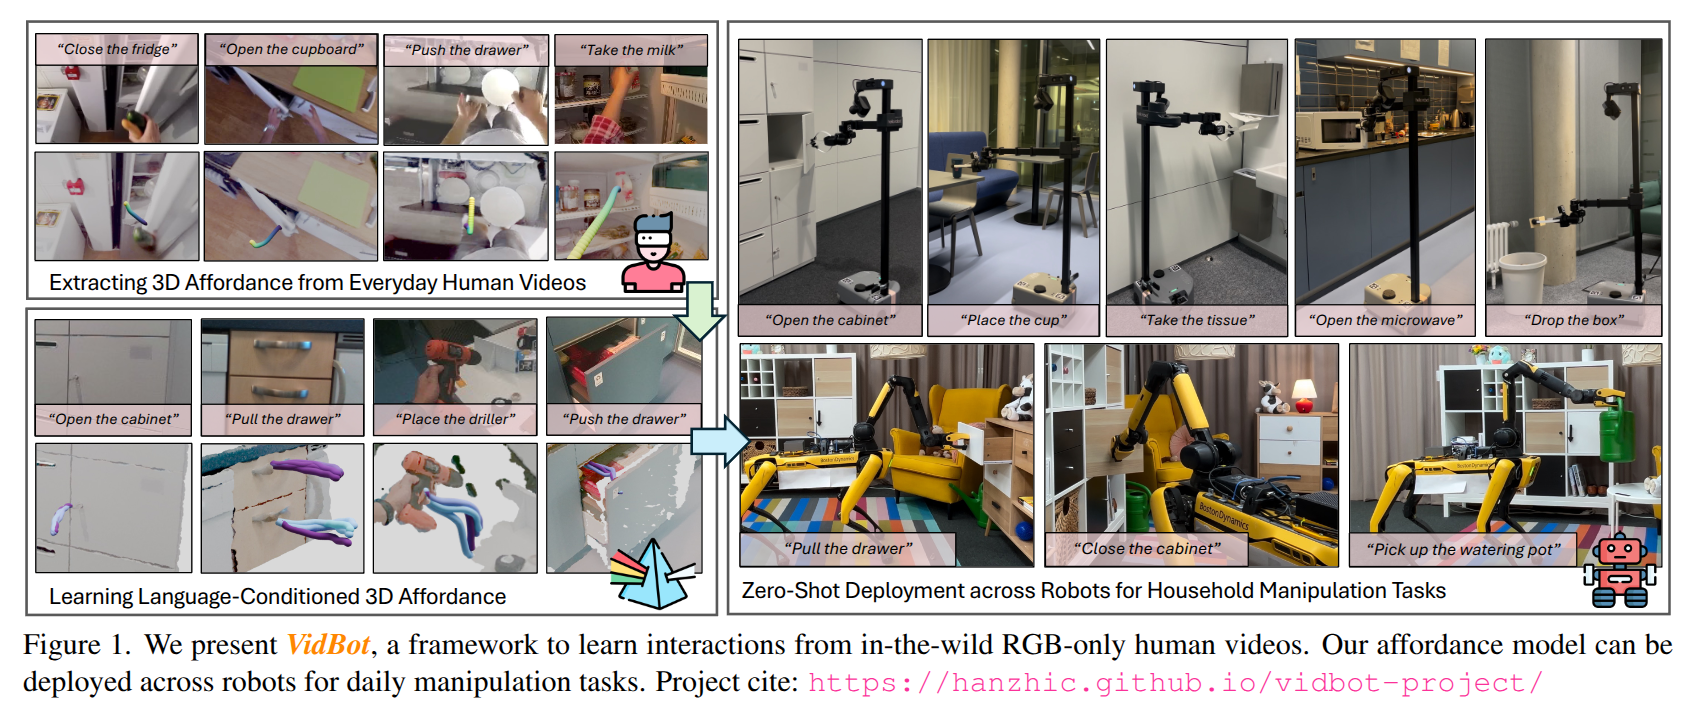 “Close the fridge”
“Open the cupboard”
“Push the drawer”
“Take the milk”
Extracting 3D Affordance from Everyday Human Videos
“Open the cabinet”
“Pull the drawer”
“Place the driller”
“Push the drawer”
Learning Language-Conditioned 3D Affordance
“Open the cabinet”
“Place the cup”
“Take the tissue”
“Open the microwave”
“Drop the box”
“Pull the drawer”
“Close the cabinet”
“Pick up the watering pot”
BostonDynamics
BostonDynamics
BostonDynamics
Zero-Shot Deployment across Robots for Household Manipulation Tasks
Figure 1. We present VidBot, a framework to learn interactions from in-the-wild RGB-only human videos. Our affordance model can be
deployed across robots for daily manipulation tasks. Project cite: https://hanzhic.github.io/vidbot-project/